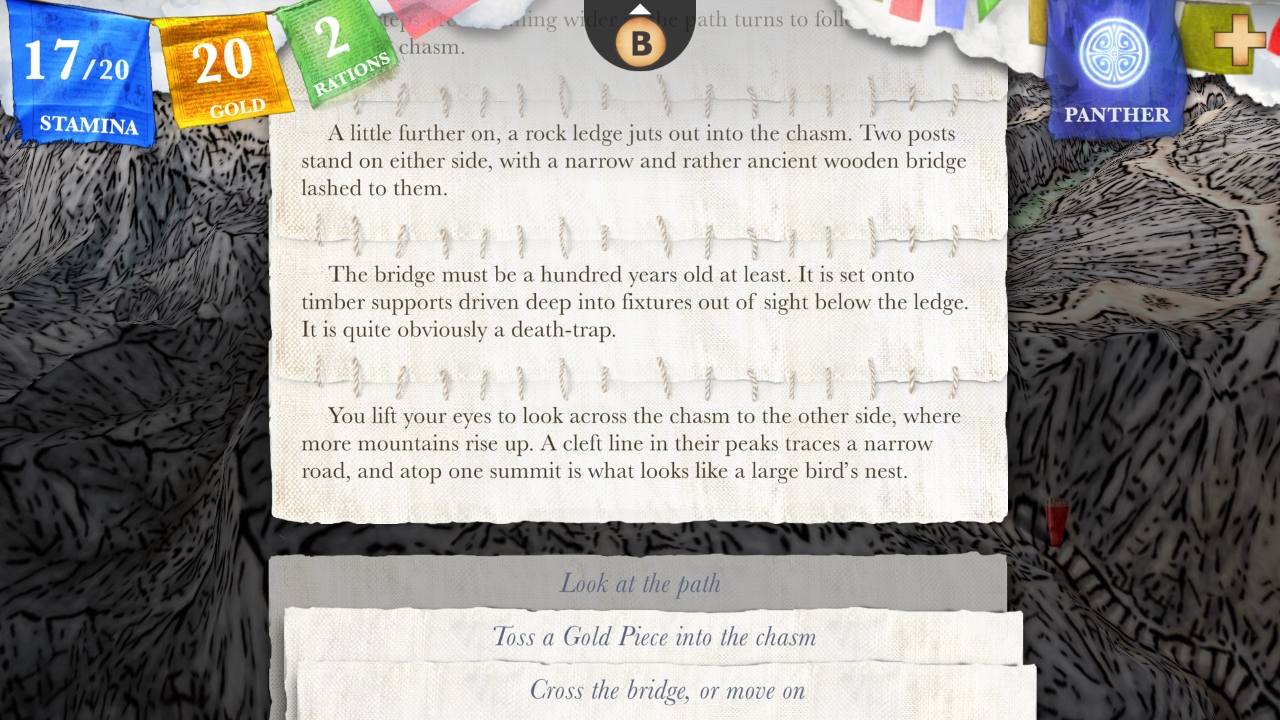 17/20
STAMINA
20
GOLD
2
RATIONS
B
PANTHER
wider the path turns to
chasm.
A little further on, a rock ledge juts out into the chasm. Two posts
stand on either side, with a narrow and rather ancient wooden bridge
lashed to them.
The bridge must be a hundred years old at least. It is set onto
timber supports driven deep into fixtures out of sight below the ledge.
It is quite obviously a death-trap.
You lift your eyes to look across the chasm to the other side, where
more mountains rise up. A cleft line in their peaks traces a narrow
road, and atop one summit is what looks like a large bird's nest.
Look at the path
Toss a Gold Piece into the chasm
Cross the bridge, or move on